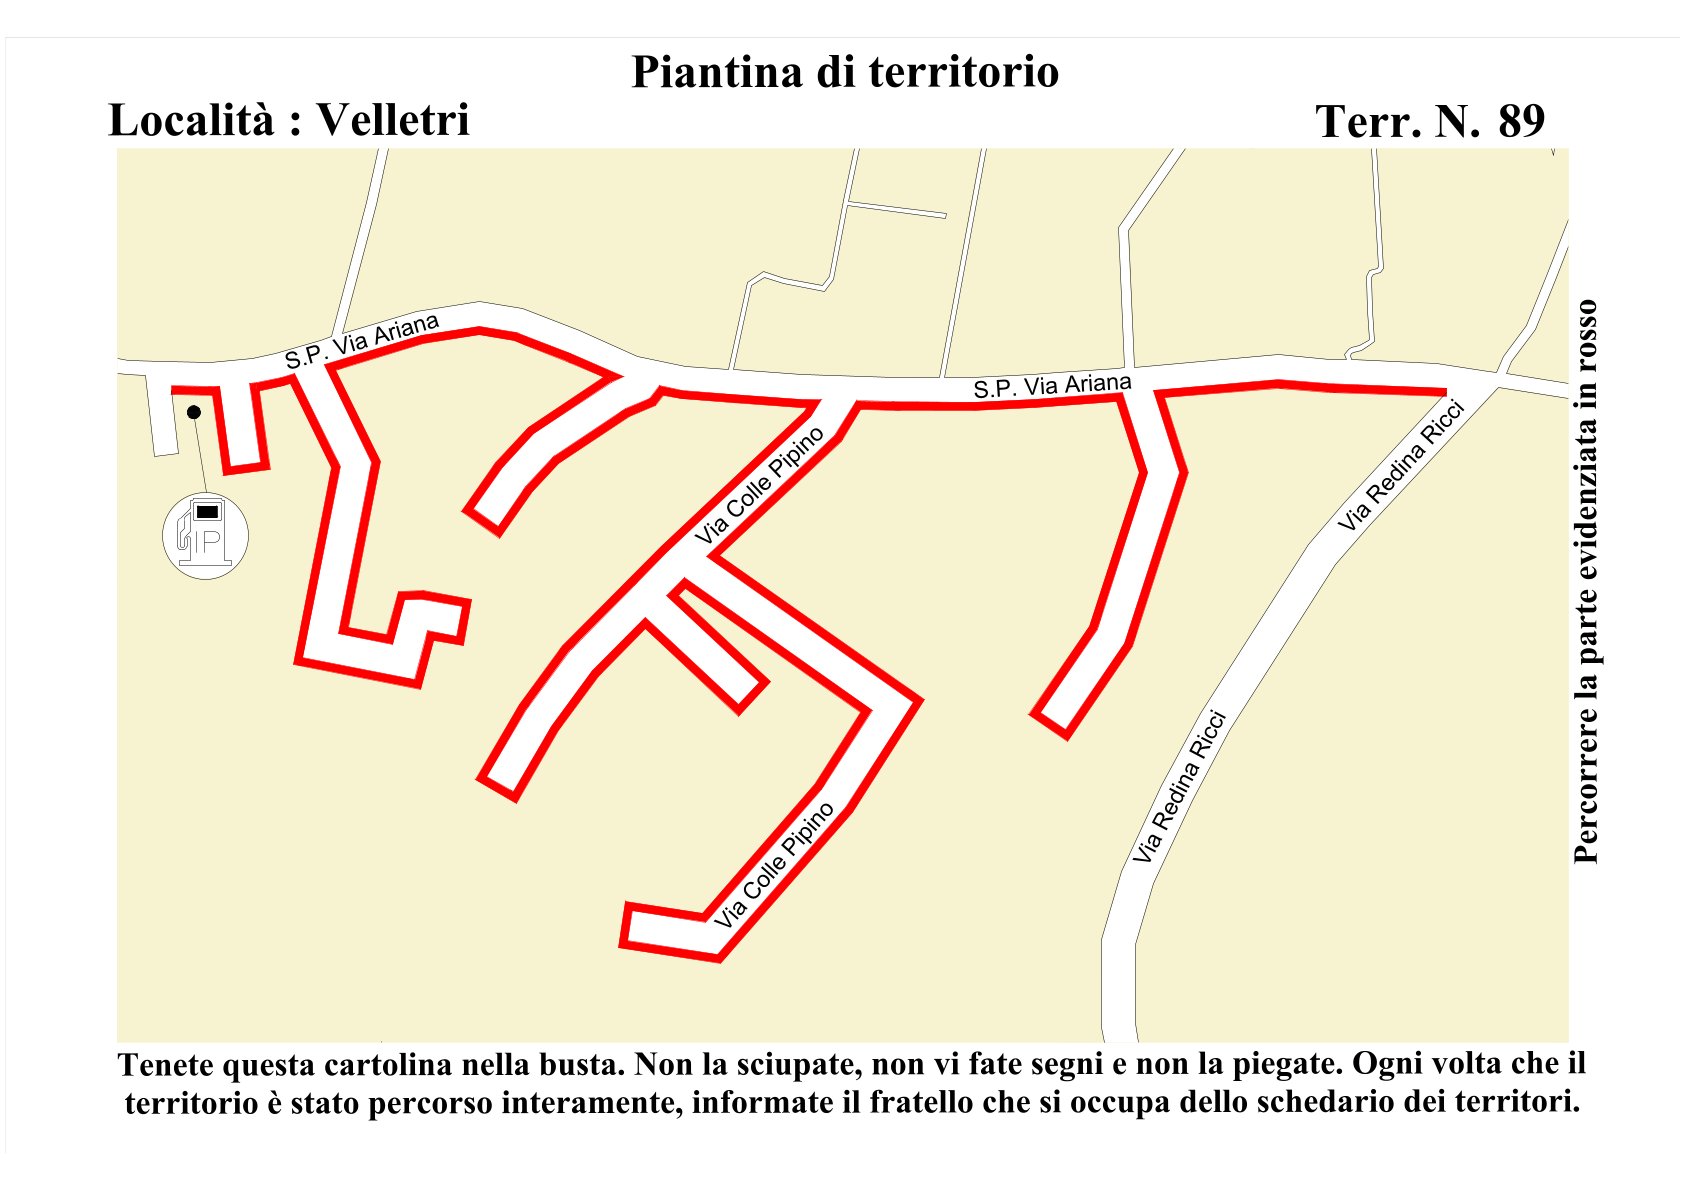 Piantina di territorio
Località : Velletri
Terr. N. 89
S.P. Via Ariana
S.P. Via Ariana
Via Colle Pipino
Via Redina Ricci
IP
Via Redina Ricci
Via Colle Pipino
Percorrere la parte evidenziata in rosso
Tenete questa cartolina nella busta. Non la sciupate, non vi fate segni e non la piegate. Ogni volta che il
territorio è stato percorso interamente, informate il fratello che si occupa dello schedario dei territori.